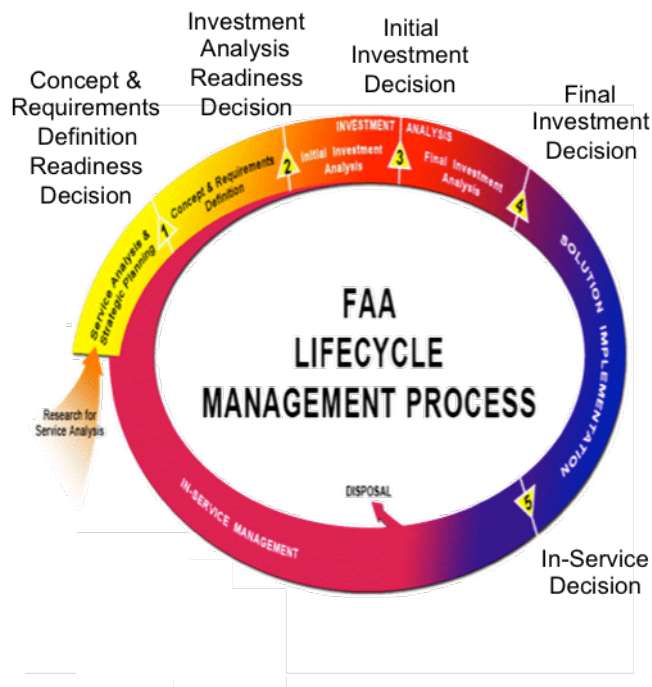 Concept &
Requirements
Definition
Readiness
Decision
Investment
Analysis
Readiness
Decision
Initial
Investment
Decision
Final
Investment
Decision
INVESTMENT ANALYSIS
Service Analysis &
Strategic Planning
1
Concept & Requirements
Definition
2
Initial Investment
Analysis
3
Final Investment
Analysis
4
SOLUTION IMPLEMENTATION
5
In-Service
Decision
FAA
LIFECYCLE
MANAGEMENT PROCESS
Research for
Service Analysis
DISPOSAL
IN-SERVICE MANAGEMENT